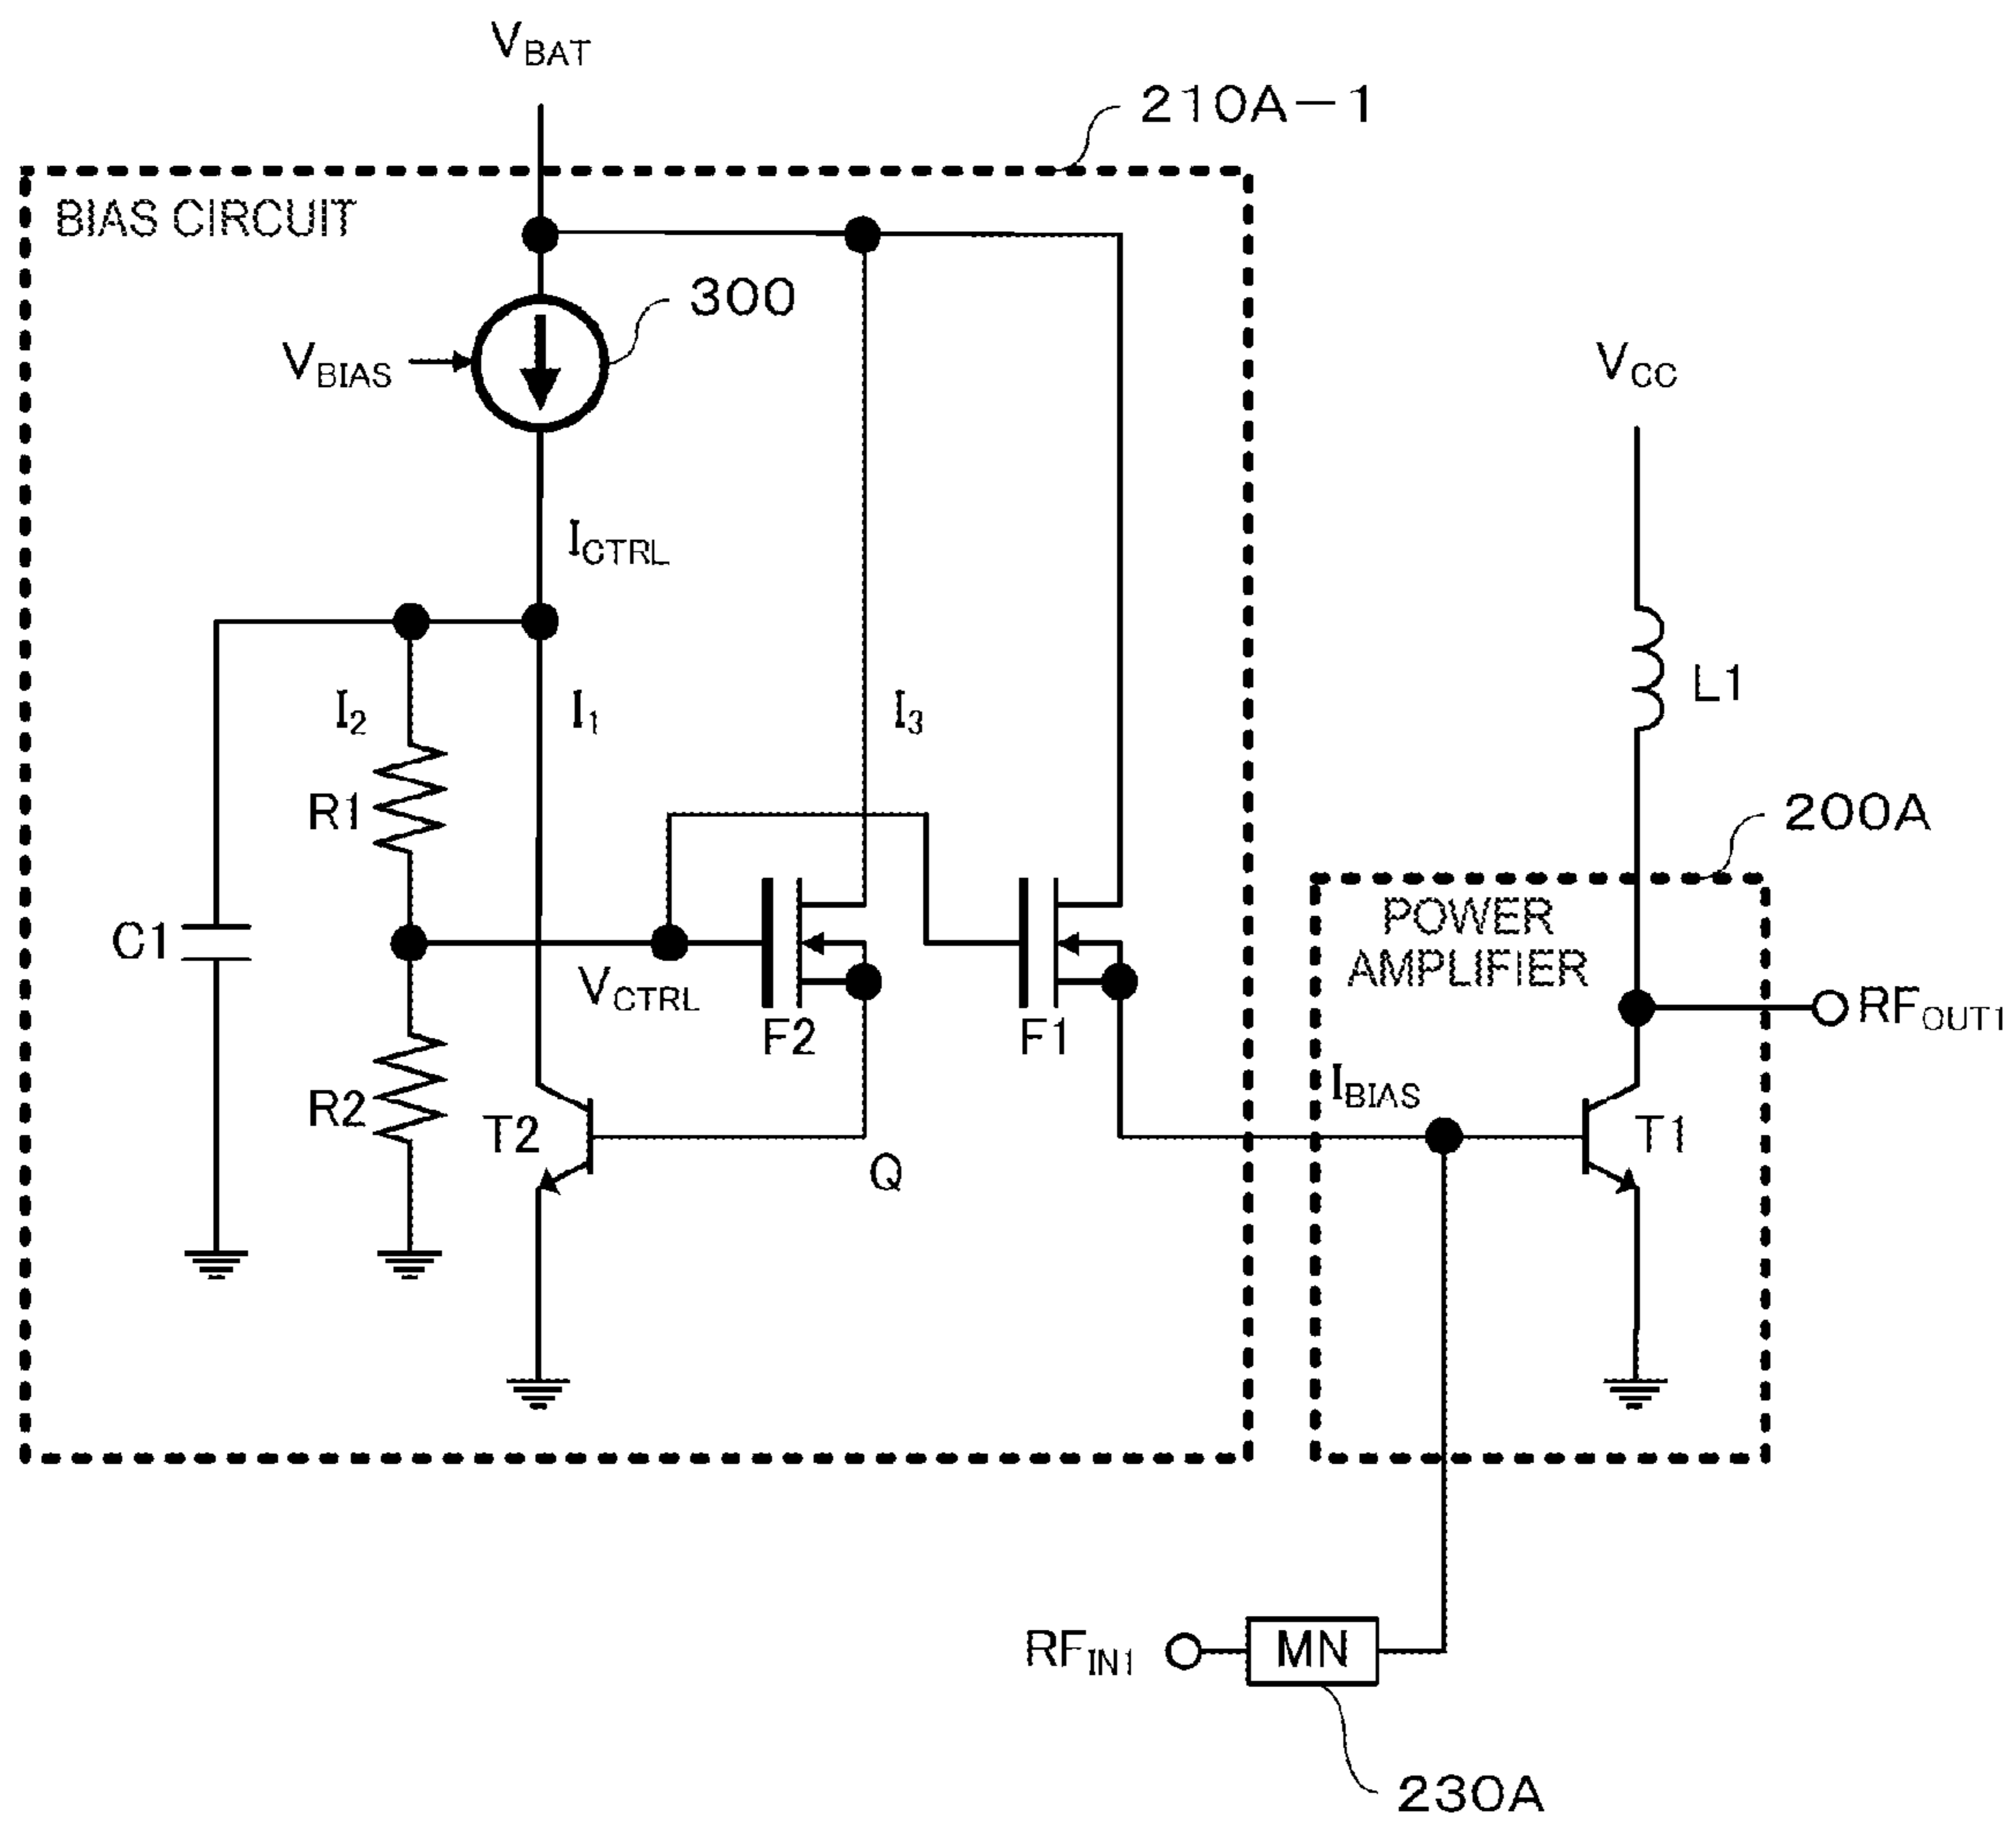 VBAT
210A-1
BIAS CIRCUIT
300
VBIAS
VCC
ICTRL
I2
I1
I3
L1
R1
200A
POWER
AMPLIFIER
C1
VCTRL
F2
F1
RFOUT1
IBIAS
R2
T2
T1
Q
RFIN1
MN
230A